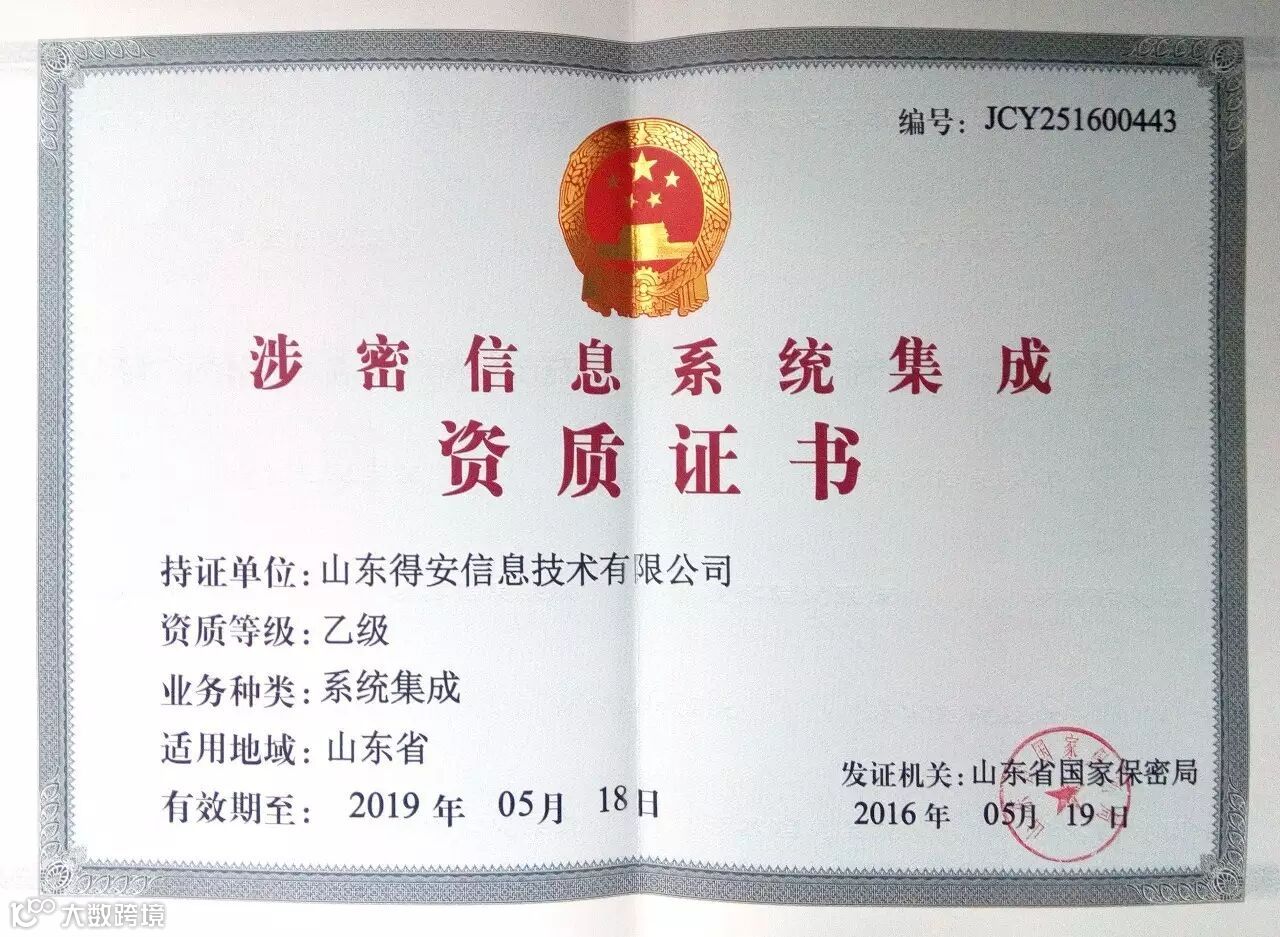 编号：JCY251600443
涉密信息系统集成
资质证书
持证单位：山东得安信息技术有限公司
资质等级：乙级
业务种类：系统集成
适用地域：山东省
有效期至： 2019 年 05月 18日
发证机关：山东省国家保密局
2016 年 05月 19 日
大数跨境